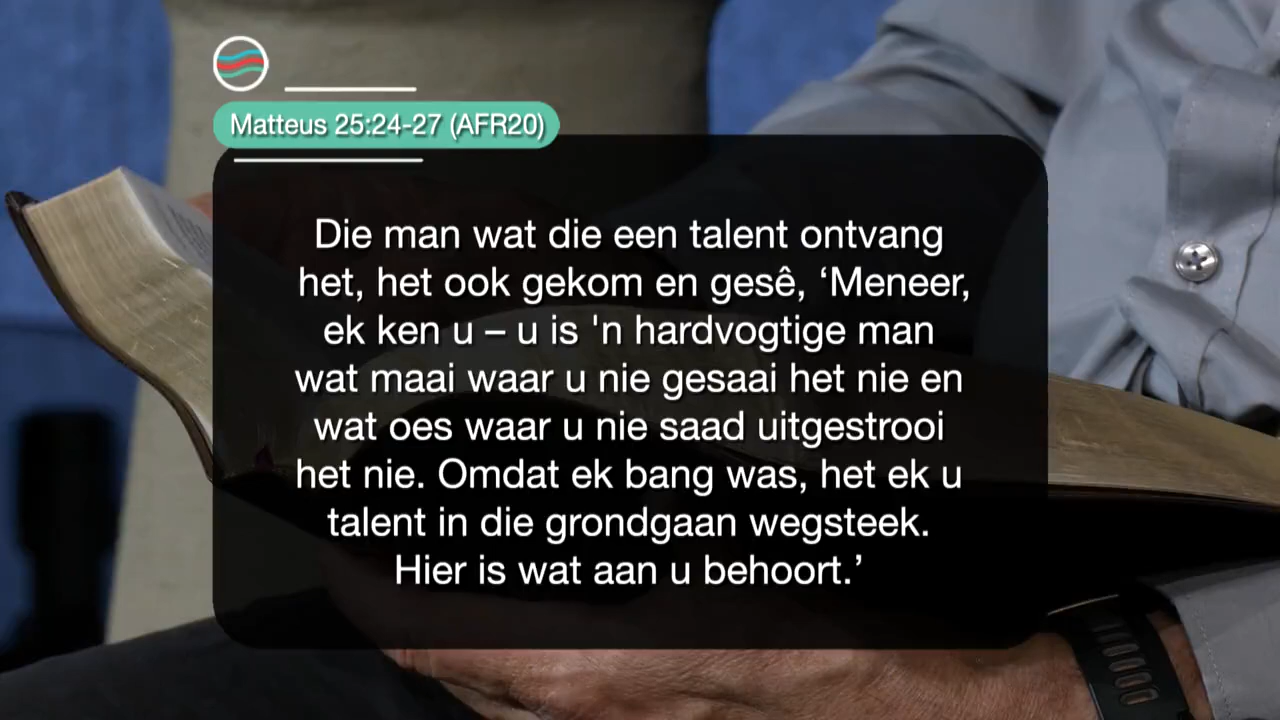 Matteus 25:24-27 (AFR20)
Die man wat die een talent ontvang
het, het ook gekom en gesê, ‘Meneer,
ek ken u – u is 'n hardvogtige man
wat maai waar u nie gesaai het nie en
wat oes waar u nie saad uitgestrooi
het nie. Omdat ek bang was, het ek u
talent in die grondgaan wegsteek.
Hier is wat aan u behoort.’